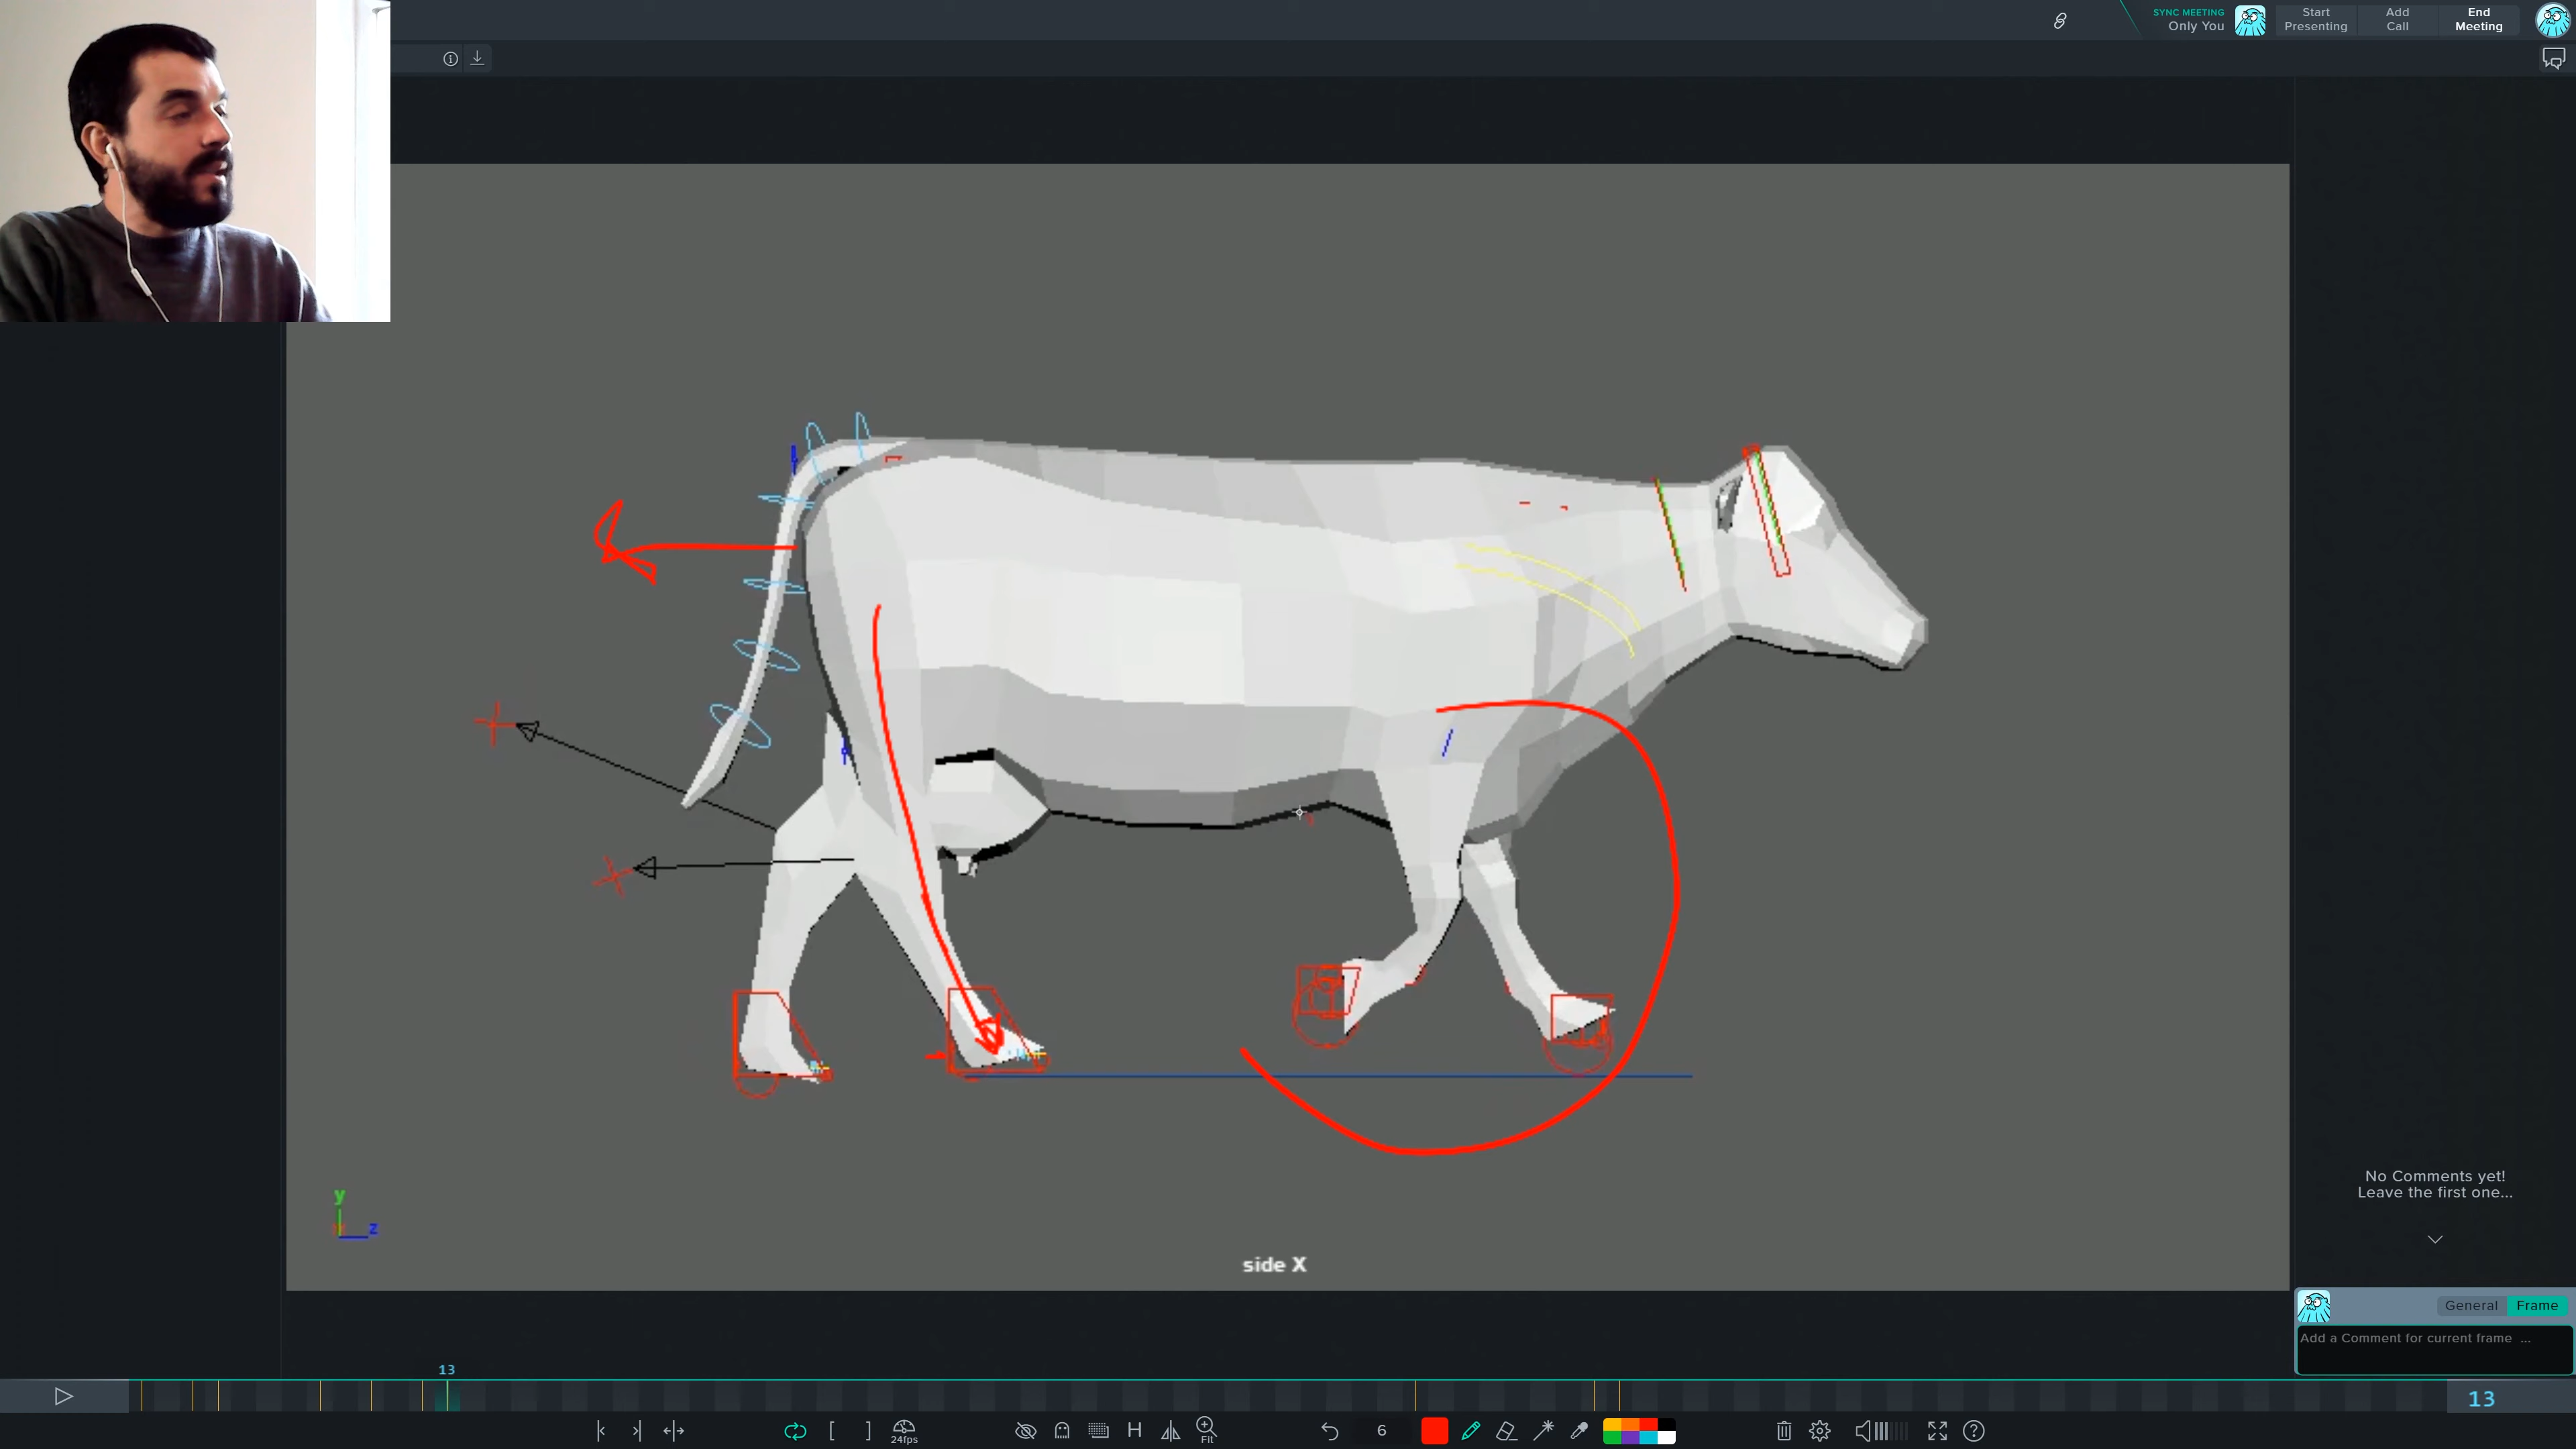 SYNC MEETING
Only You
Start
Presenting
Add
Call
End
Meeting
y
z
side X
No Comments yet!
Leave the first one...
General
Frame
Add a Comment for current frame ...
13
13
24fps
H
Fit
6